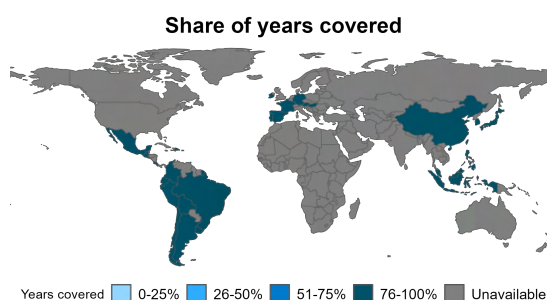 Share of years covered
Years covered 0-25% 26-50% 51-75% 76-100% Unavailable